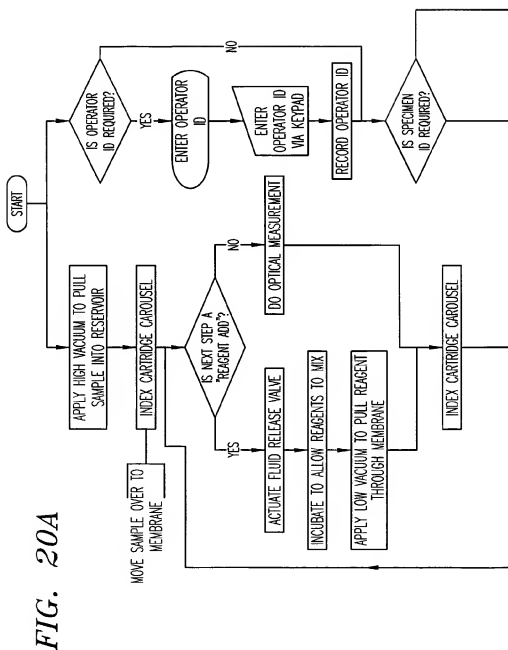 FIG. 20A
START
APPLY HIGH VACUUM TO PULL
SAMPLE INTO RESERVOIR
INDEX CARTRIDGE CAROUSEL
MOVE SAMPLE OVER TO
MEMBRANE
IS NEXT STEP A
"REAGENT ADD"?
YES
NO
ACTUATE FLUID RELEASE VALVE
INCUBATE TO ALLOW REAGENTS TO MIX
APPLY LOW VACUUM TO PULL REAGENT
THROUGH MEMBRANE
DO OPTICAL MEASUREMENT
INDEX CARTRIDGE CAROUSEL
IS OPERATOR
ID REQUIRED?
NO
YES
ENTER OPERATOR
ID
ENTER
OPERATOR ID
VIA KEYPAD
RECORD OPERATOR ID
IS SPECIMEN
ID REQUIRED?